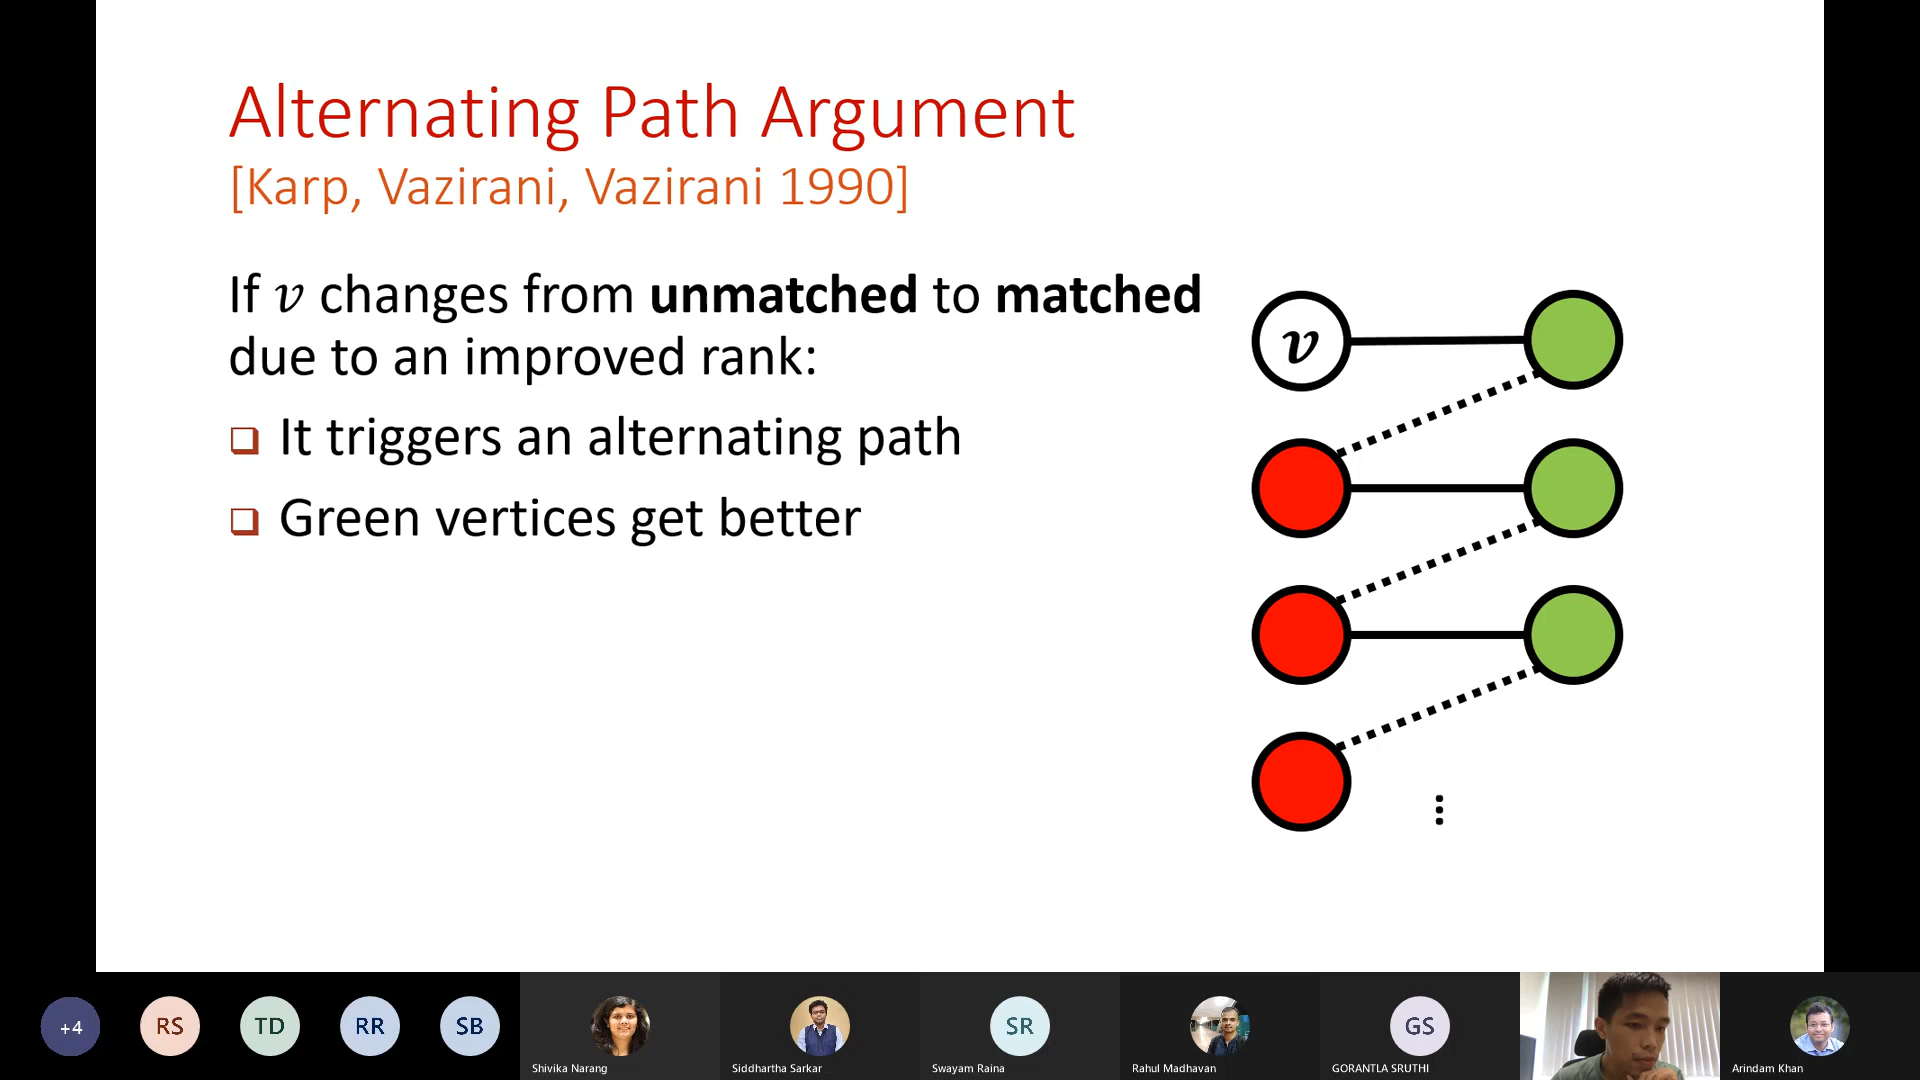 Alternating Path Argument
[Karp, Vazirani, Vazirani 1990]
If v changes from unmatched to matched
due to an improved rank:
It triggers an alternating path
Green vertices get better
v
+4
RS
TD
RR
SB
Shivika Narang
Siddhartha Sarkar
SR
Swayam Raina
Rahul Madhavan
GS
GORANTLA SRUTHI
Arindam Khan